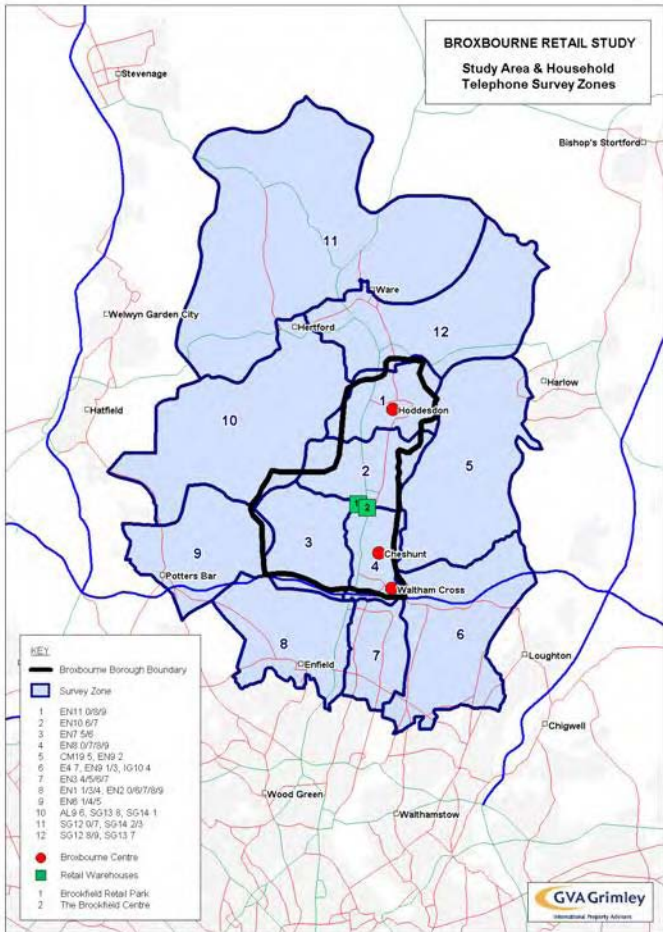 BROXBOURNE RETAIL STUDY
Study Area & Household
Telephone Survey Zones
Stevenage
Bishop's Stortford
11
Ware
Welwyn Garden City
Hertford
12
Harlow
Hatfield
1
Hoddesdon
10
2
5
1
2
3
Cheshunt
4
9
Potters Bar
Waltham Cross
8
7
6
Enfield
Loughton
Chigwell
Wood Green
Walthamstow
KEY
Broxbourne Borough Boundary
Survey Zone
1 EN11 0/8/9
2 EN10 6/7
3 EN7 5/6
4 EN8 0/7/8/9
5 CM19 5, EN9 2
6 E4 7, EN9 1/3, IG10 4
7 EN3 4/5/6/7
8 EN1 1/3/4, EN2 0/6/7/8/9
9 EN6 1/4/5
10 AL9 6, SG13 8, SG14 1
11 SG12 0/7, SG14 2/3
12 SG12 8/9, SG13 7
Broxbourne Centre
Retail Warehouses
1 Brookfield Retail Park
2 The Brookfield Centre
GVA Grimley
International Property Advisers